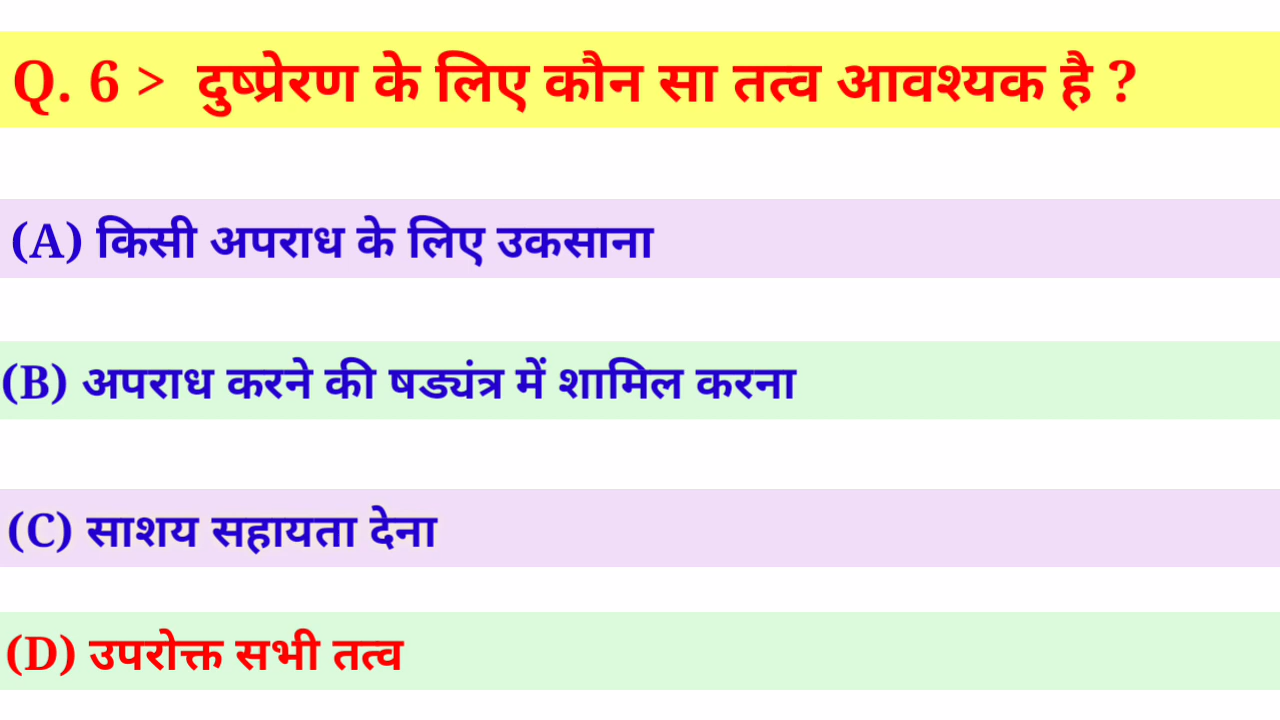 Q. 6 > दुष्प्रेरण के लिए कौन सा तत्व आवश्यक है ?
(A) किसी अपराध के लिए उकसाना
(B) अपराध करने की षड्यंत्र में शामिल करना
(C) साशय सहायता देना
(D) उपरोक्त सभी तत्व